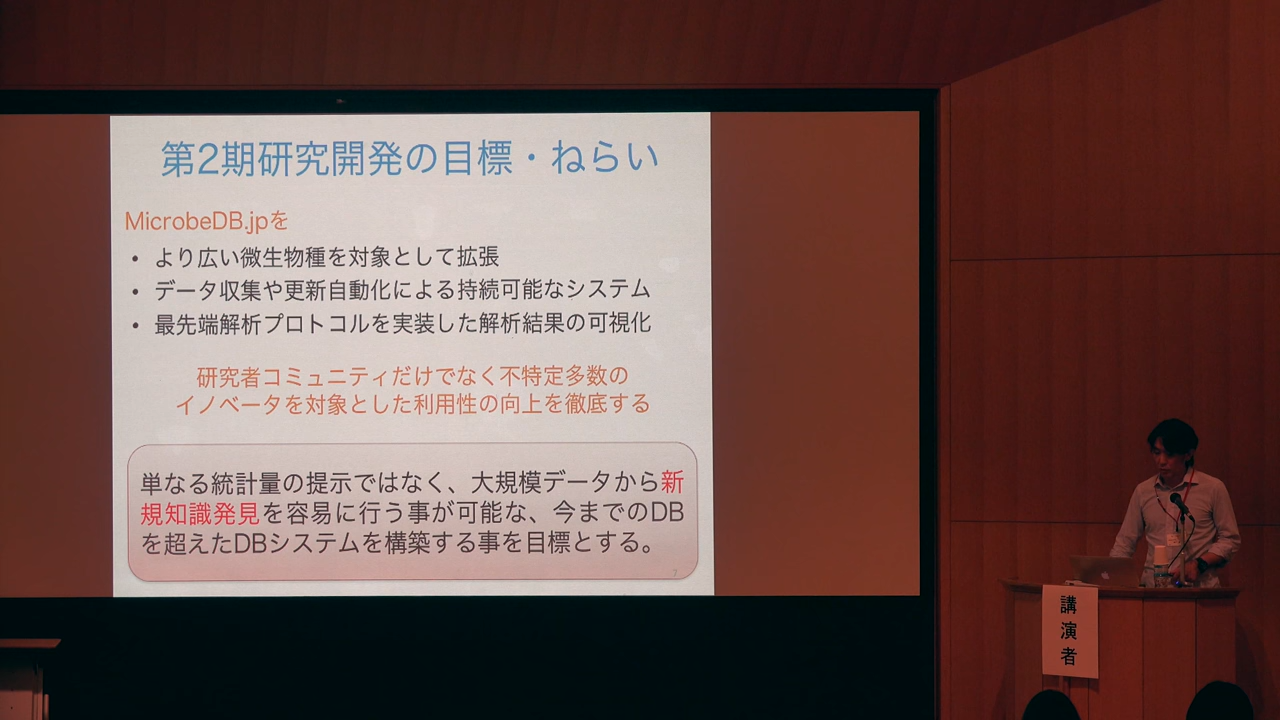 第2期研究開発の目標・ねらい
MicrobeDB.jpを
• より広い微生物種を対象として拡張
• データ収集や更新自動化による持続可能なシステム
• 最先端解析プロトコルを実装した解析結果の可視化
研究者コミュニティだけでなく不特定多数の
イノベータを対象とした利用性の向上を徹底する
単なる統計量の提示ではなく、大規模データから新
規知識発見を容易に行う事が可能な、今までのDB
を超えたDBシステムを構築する事を目標とする。
7
講演者